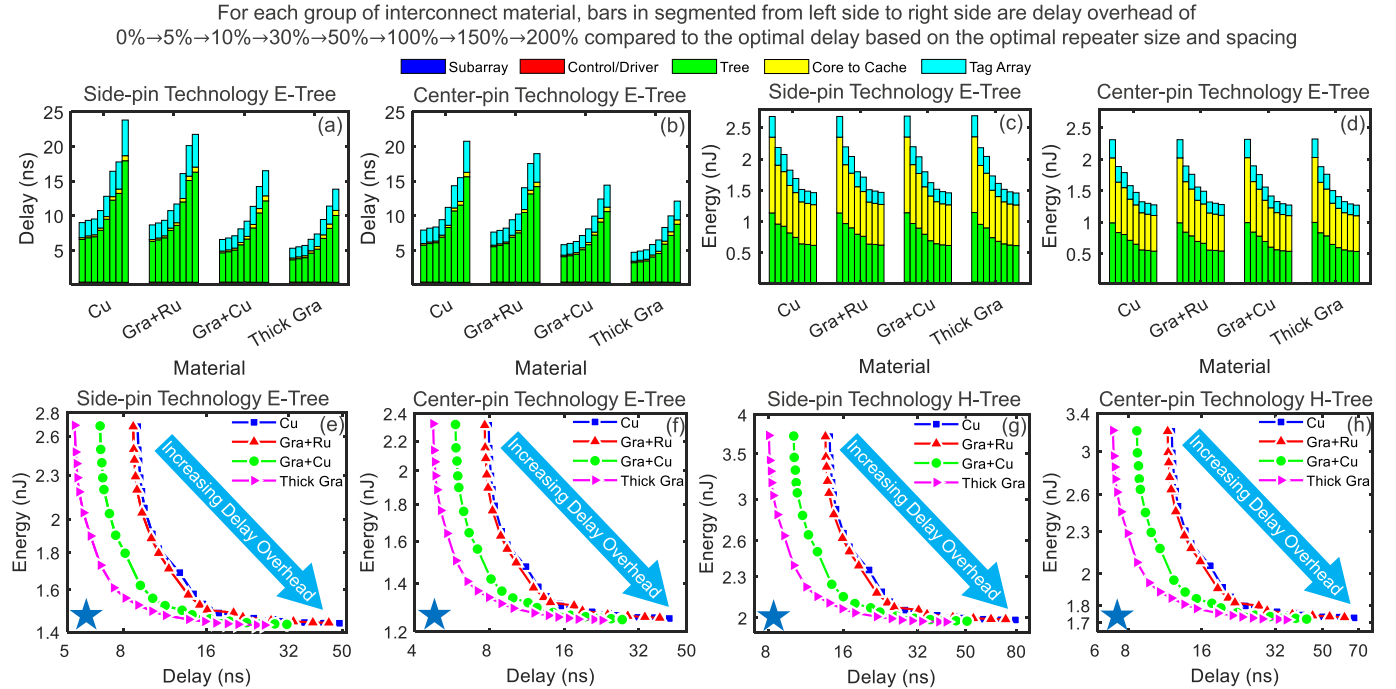 For each group of interconnect material, bars in segmented from left side to right side are delay overhead of
0%→5%→10%→30%→50%→100%→150%→200% compared to the optimal delay based on the optimal repeater size and spacing
Subarray Control/Driver Tree Core to Cache Tag Array
Side-pin Technology E-Tree
(a)
Delay (ns)
25
20
15
10
5
Cu
Gra+Ru
Gra+Cu
Thick Gra
Material
Center-pin Technology E-Tree
(b)
Delay (ns)
25
20
15
10
5
Cu
Gra+Ru
Gra+Cu
Thick Gra
Material
Side-pin Technology E-Tree
(c)
Energy (nJ)
2.5
2
1.5
1
0.5
Cu
Gra+Ru
Gra+Cu
Thick Gra
Material
Center-pin Technology E-Tree
(d)
Energy (nJ)
2.5
2
1.5
1
0.5
Cu
Gra+Ru
Gra+Cu
Thick Gra
Material
Side-pin Technology E-Tree
(e)
Energy (nJ)
2.8
2.6
2.3
2
1.8
1.6
1.4
Cu
Gra+Ru
Gra+Cu
Thick Gra
Increasing Delay Overhead
5 8 16 32 50
Delay (ns)
Center-pin Technology E-Tree
(f)
Energy (nJ)
2.4
2.2
2
1.8
1.6
1.4
1.2
Cu
Gra+Ru
Gra+Cu
Thick Gra
Increasing Delay Overhead
4 8 16 32 50
Delay (ns)
Side-pin Technology H-Tree
(g)
Energy (nJ)
4
3.5
3
2.6
2.3
2
Cu
Gra+Ru
Gra+Cu
Thick Gra
Increasing Delay Overhead
8 16 32 50 80
Delay (ns)
Center-pin Technology H-Tree
(h)
Energy (nJ)
3.4
3
2.6
2.3
2
1.8
1.7
Cu
Gra+Ru
Gra+Cu
Thick Gra
Increasing Delay Overhead
6 8 16 32 50 70
Delay (ns)